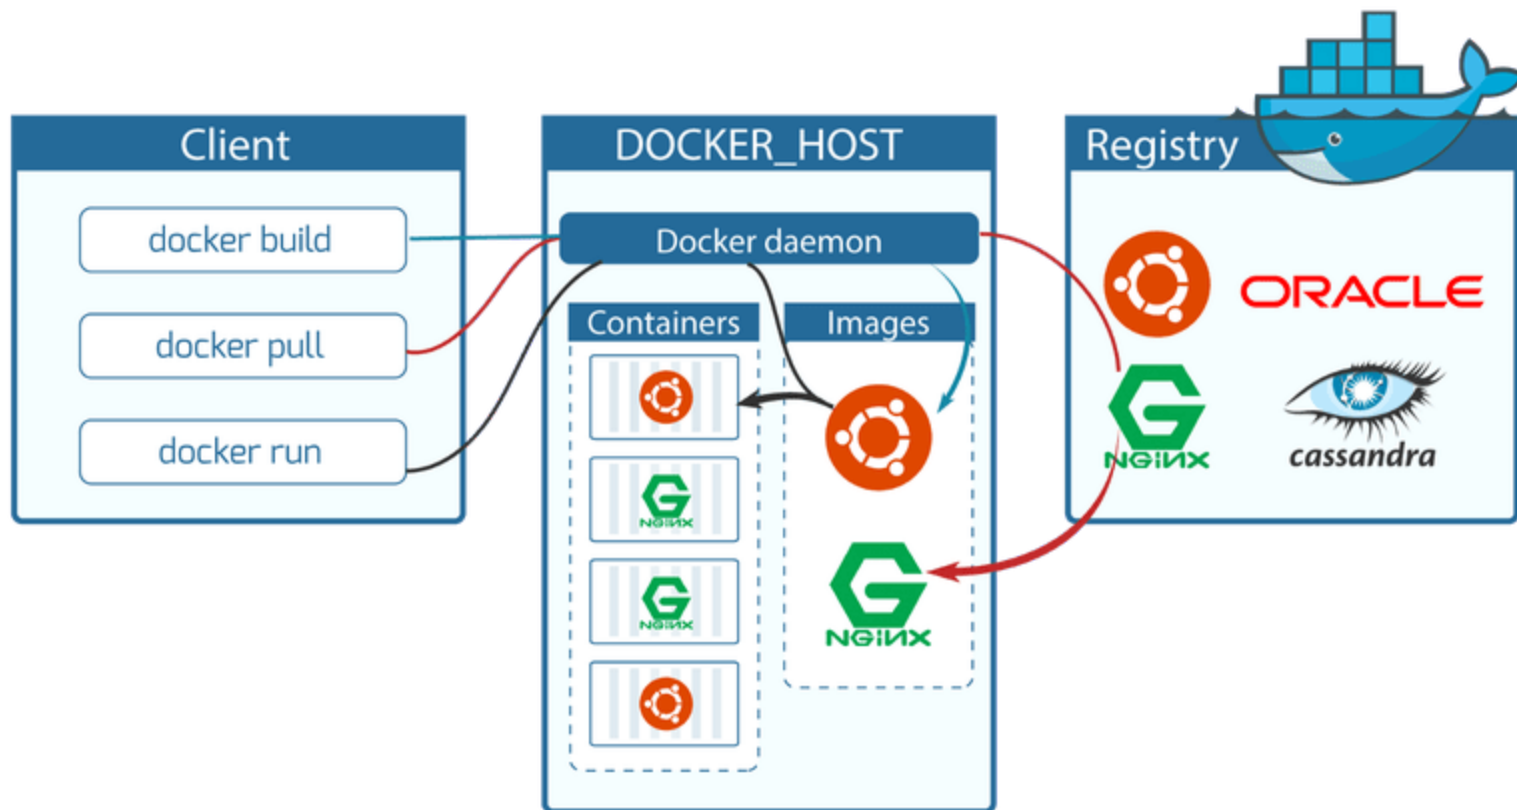 Client
docker build
docker pull
docker run
DOCKER_HOST
Docker daemon
Containers
NGiNX
NGiNX
Images
NGiNX
Registry
ORACLE
NGiNX
cassandra